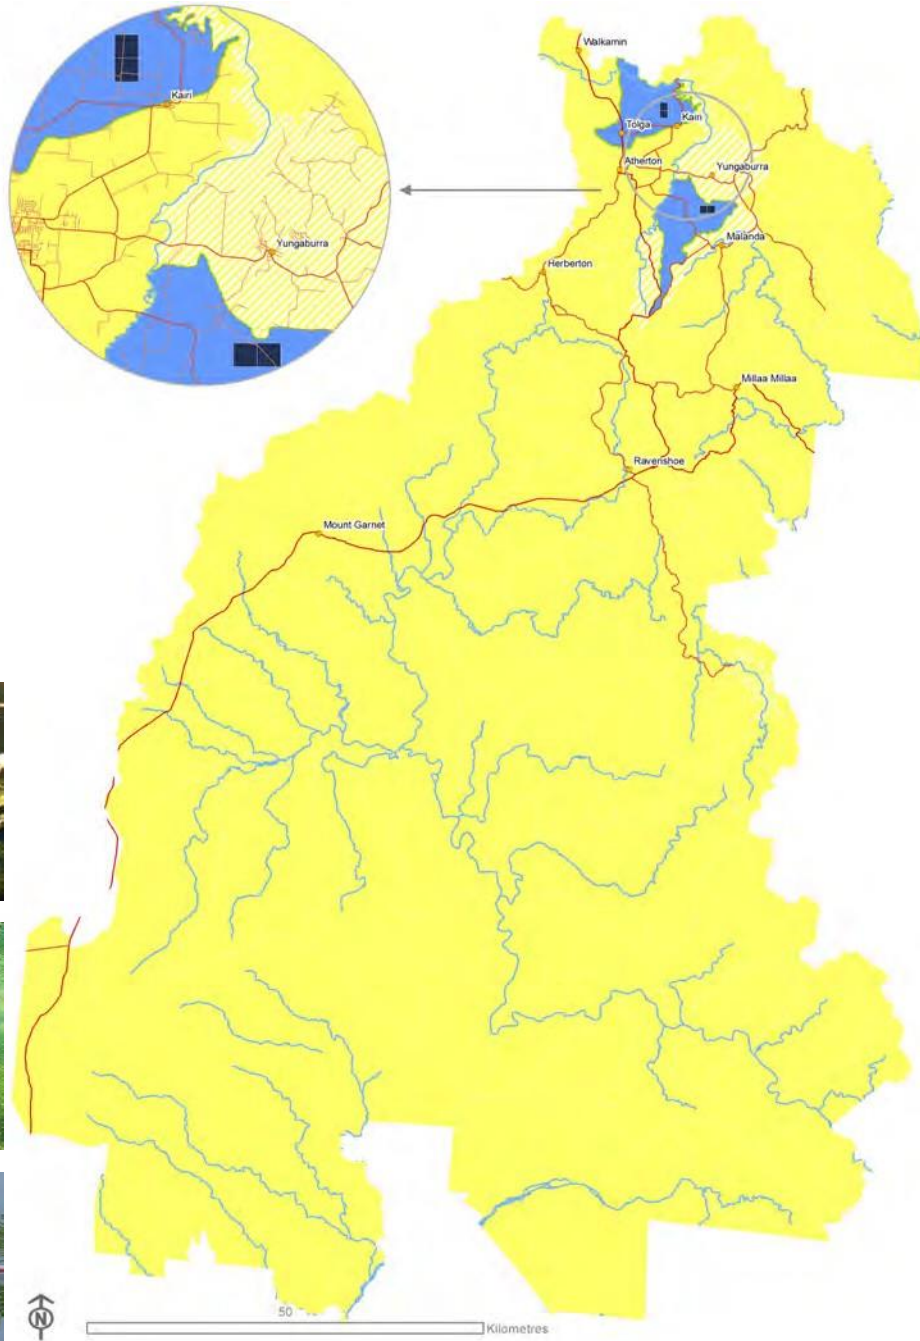 Kairi
Yungaburra
Walkamin
Tolga
Kairi
Atherton
Yungaburra
Malanda
Herberton
Millaa Millaa
Ravenshoe
Mount Garnet
N
50
Kilometres